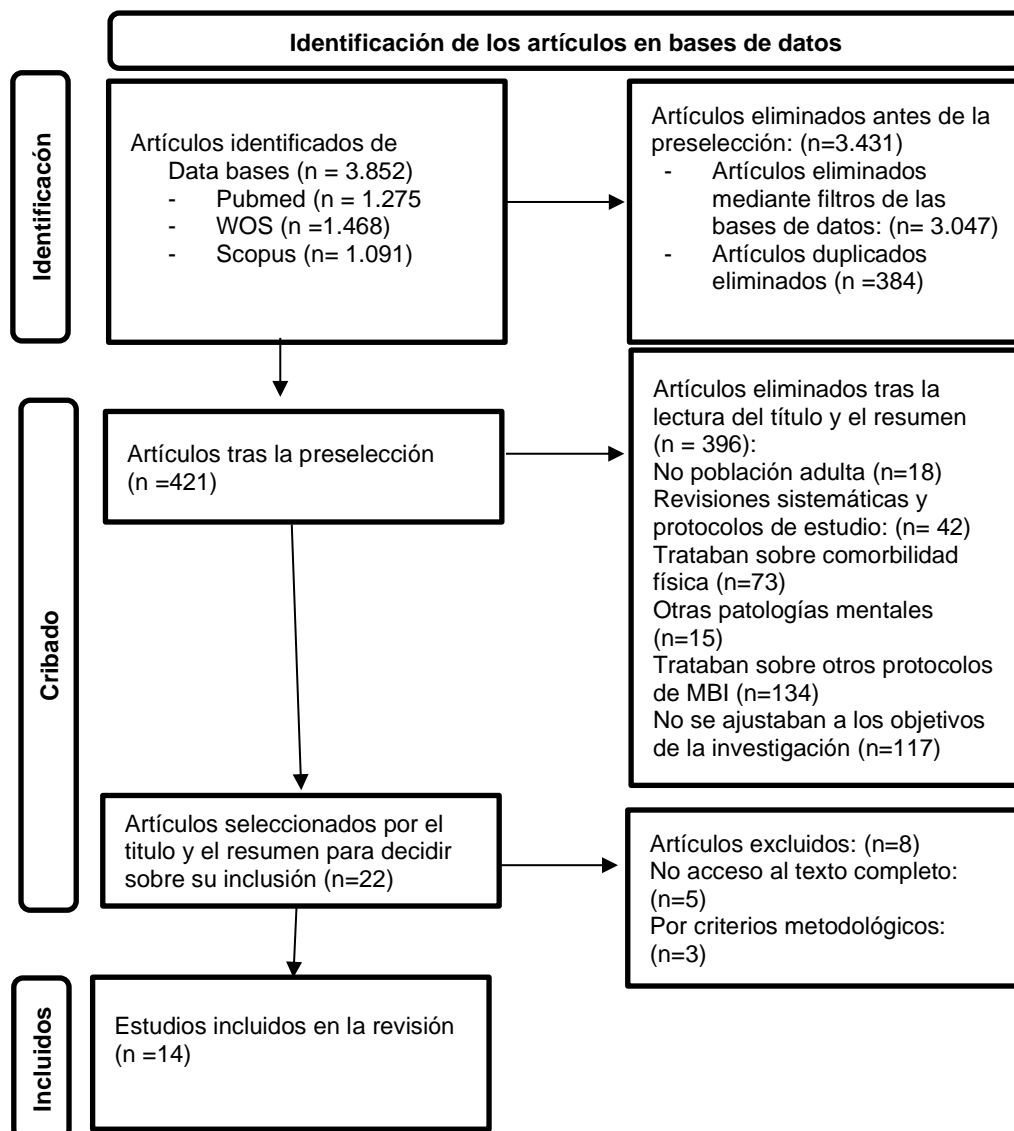 Identificación de los artículos en bases de datos
Identificacón
Artículos identificados de
Data bases (n = 3.852)
- Pubmed (n = 1.275
- WOS (n =1.468)
- Scopus (n= 1.091)
Artículos eliminados antes de la
preselección: (n=3.431)
- Artículos eliminados
mediante filtros de las
bases de datos: (n= 3.047)
- Artículos duplicados
eliminados (n =384)
Cribado
Artículos tras la preselección
(n =421)
Artículos eliminados tras la
lectura del título y el resumen
(n = 396):
No población adulta (n=18)
Revisiones sistemáticas y
protocolos de estudio: (n= 42)
Trataban sobre comorbilidad
física (n=73)
Otras patologías mentales
(n=15)
Trataban sobre otros protocolos
de MBI (n=134)
No se ajustaban a los objetivos
de la investigación (n=117)
Artículos seleccionados por el
titulo y el resumen para decidir
sobre su inclusión (n=22)
Artículos excluidos: (n=8)
No acceso al texto completo:
(n=5)
Por criterios metodológicos:
(n=3)
Incluidos
Estudios incluidos en la revisión
(n =14)